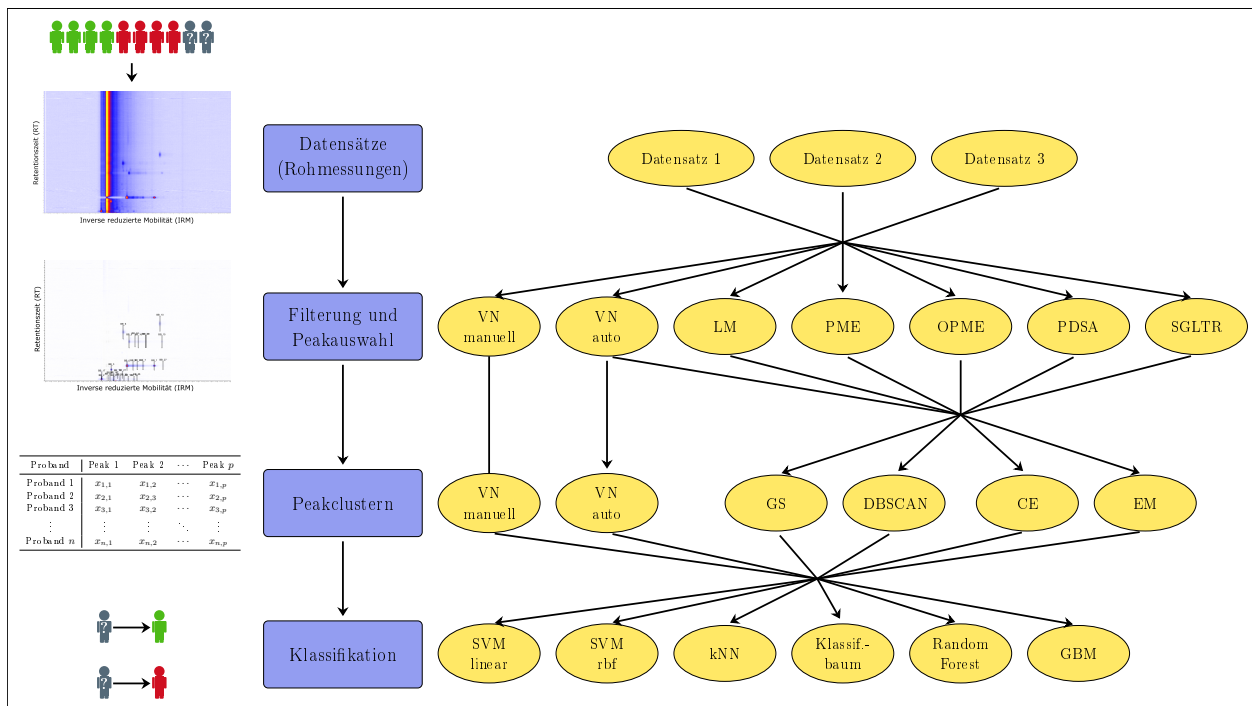 ? ?
Retentionszeit (RT)
Inverse reduzierte Mobilität (IRM)
Retentionszeit (RT)
Inverse reduzierte Mobilität (IRM)
Proband Peak 1 Peak 2 ⋯ Peak p
Proband 1 x1,1 x1,2 ⋯ x1,p
Proband 2 x2,1 x2,3 ⋯ x2,p
Proband 3 x3,1 x3,2 ⋯ x3,p
⋮ ⋮ ⋮ ⋱ ⋮
Proband n xn,1 xn,2 ⋯ xn,p
?
?
Datensätze
(Rohmessungen)
Filterung und
Peakauswahl
Peakclustern
Klassifikation
Datensatz 1
Datensatz 2
Datensatz 3
VN
manuell
VN
auto
LM
PME
OPME
PDSA
SGLTR
VN
manuell
VN
auto
GS
DBSCAN
CE
EM
SVM
linear
SVM
rbf
kNN
Klassif.-
baum
Random
Forest
GBM